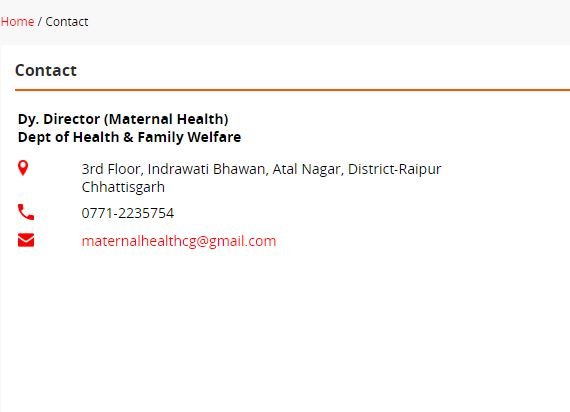 Home / Contact
Contact
Dy. Director (Maternal Health)
Dept of Health & Family Welfare
3rd Floor, Indrawati Bhawan, Atal Nagar, District-Raipur
Chhattisgarh
0771-2235754
maternalhealthcg@gmail.com